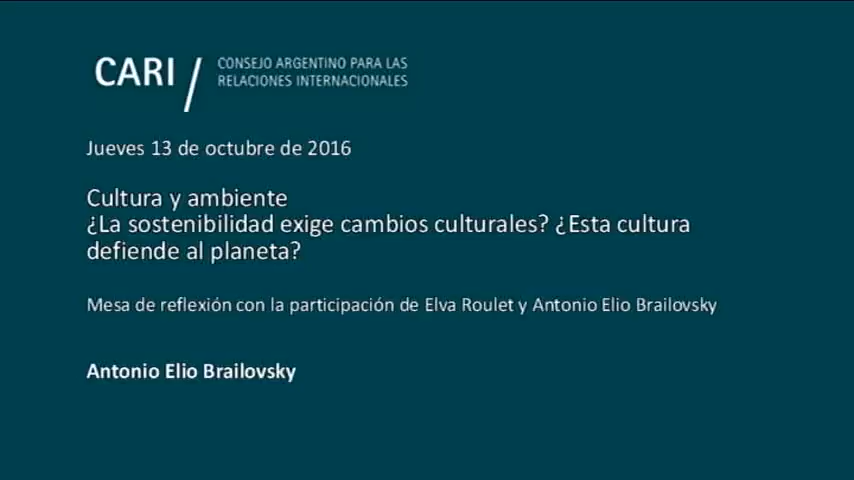 CARI
CONSEJO ARGENTINO PARA LAS
RELACIONES INTERNACIONALES
Jueves 13 de octubre de 2016
Cultura y ambiente
¿La sostenibilidad exige cambios culturales? ¿Esta cultura
defiende al planeta?
Mesa de reflexión con la participación de Elva Roulet y Antonio Elio Brailovsky
Antonio Elio Brailovsky